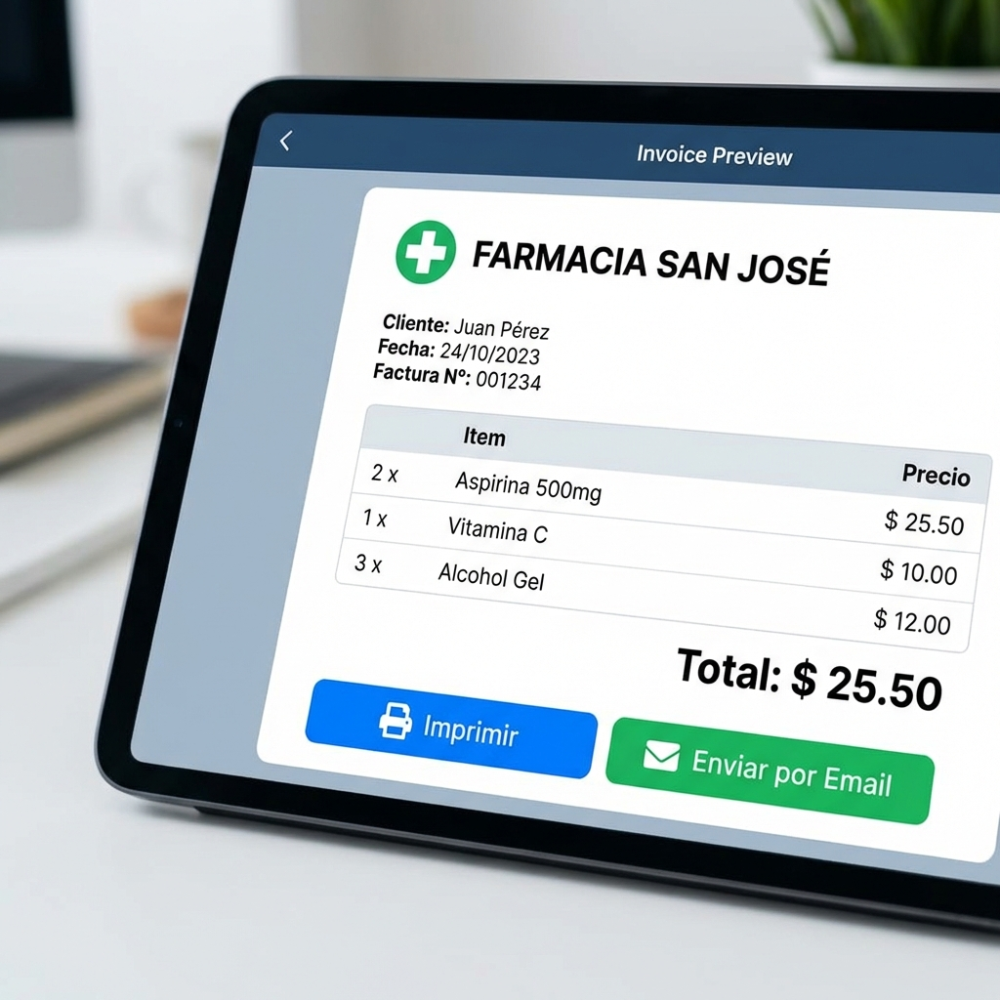 Invoice Preview
FARMACIA SAN JOSÉ
Cliente: Juan Pérez
Fecha: 24/10/2023
Factura Nº: 001234
Item Precio
2 x Aspirina 500mg $ 25.50
1 x Vitamina C $ 10.00
3 x Alcohol Gel $ 12.00
Total: $ 25.50
Imprimir
Enviar por Email